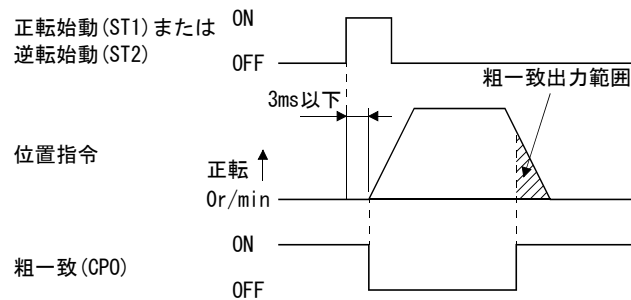 正転始動(ST1)または
逆転始動(ST2)
ON
OFF
3ms以下
粗一致出力範囲
位置指令
正転
0r/min
粗一致(CPO)
ON
OFF